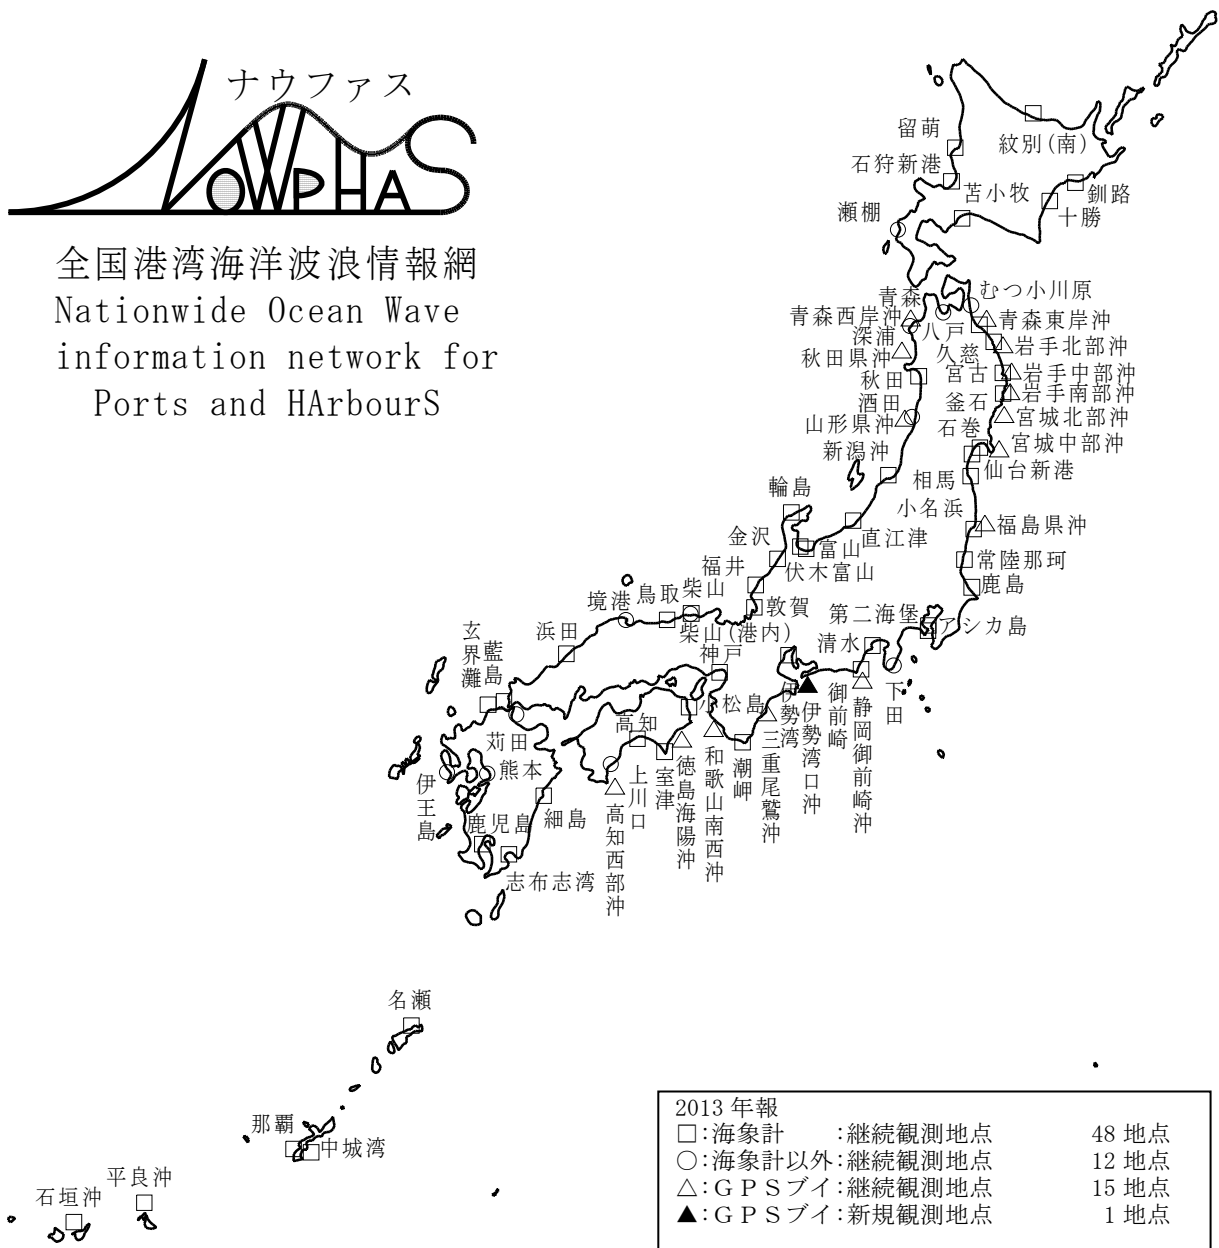 ナウファス
NOWPHAS
全国港湾海洋波浪情報網
Nationwide Ocean Wave
information network for
Ports and HArbourS
留萌
紋別(南)
石狩新港
苫小牧
釧路
十勝
瀬棚
青森
むつ小川原
青森西岸沖
青森東岸沖
深浦
八戸
岩手北部沖
秋田県沖
久慈
秋田
宮古
岩手中部沖
酒田
釜石
岩手南部沖
山形県沖
石巻
宮城北部沖
新潟沖
宮城中部沖
相馬
仙台新港
輪島
小名浜
福島県沖
金沢
富山
直江津
福井
伏木富山
常陸那珂
鹿島
境港
鳥取
柴山
敦賀
第二海堡
アシカ島
浜田
柴山(港内)
清水
玄界灘
藍島
神戸
小松島
伊勢湾
伊勢湾口沖
御前崎
静岡御前崎沖
下田
苅田
高知
伊王島
熊本
上川口
室津
徳島海陽沖
和歌山南西沖
潮岬
三重尾鷲沖
鹿児島
細島
高知西部沖
志布志湾
名瀬
那覇
中城湾
平良沖
石垣沖
2013 年報
□:海象計 :継続観測地点 48 地点
○:海象計以外:継続観測地点 12 地点
△:ＧＰＳブイ:継続観測地点 15 地点
▲:ＧＰＳブイ:新規観測地点 1 地点